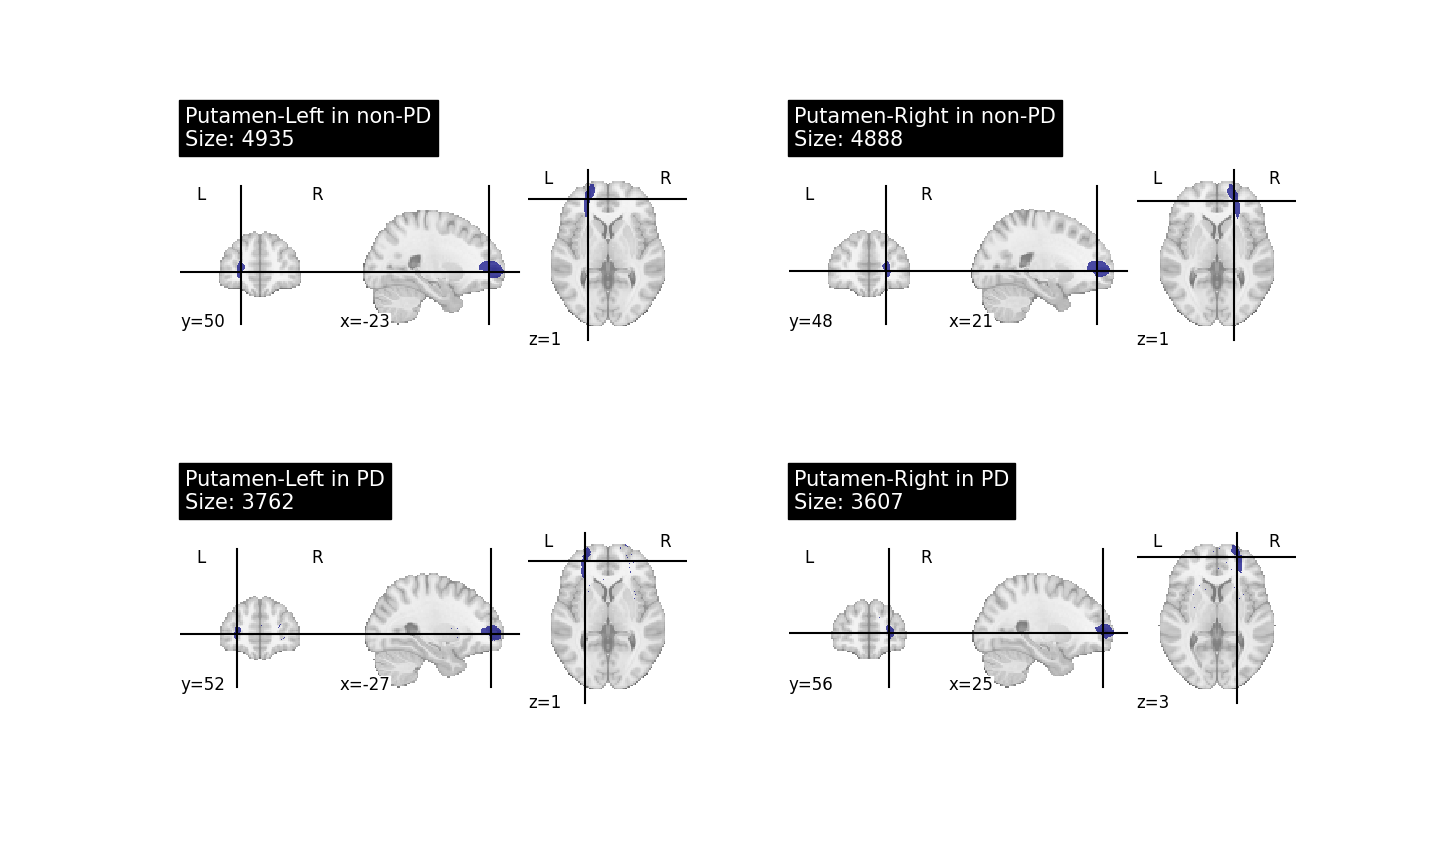 Putamen-Left in non-PD
Size: 4935
L
R
L
R
y=50
x=-23
z=1
Putamen-Right in non-PD
Size: 4888
L
R
L
R
y=48
x=21
z=1
Putamen-Left in PD
Size: 3762
L
R
L
R
y=52
x=-27
z=1
Putamen-Right in PD
Size: 3607
L
R
L
R
y=56
x=25
z=3